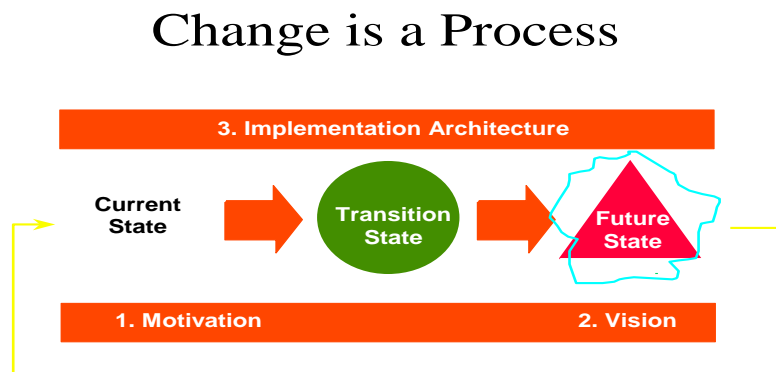 Change is a Process
3. Implementation Architecture
Current
State
Transition
State
Future
State
1. Motivation
2. Vision